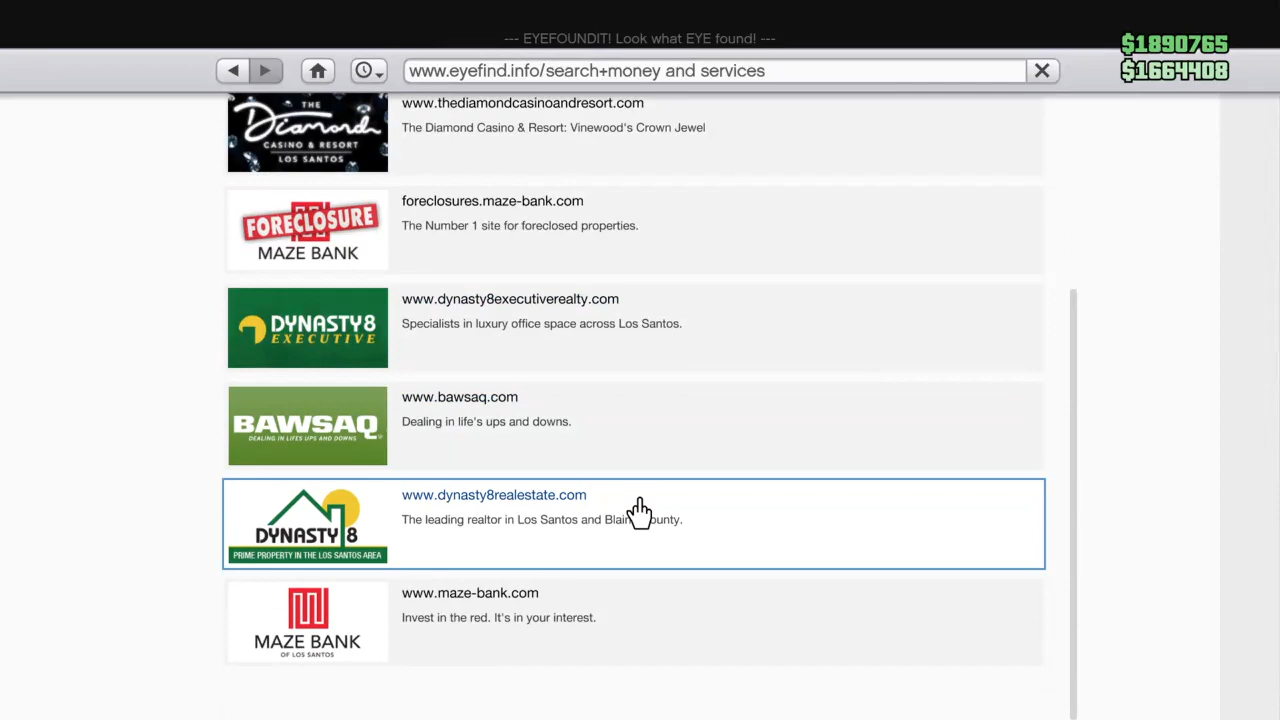 --- EYEFOUNDIT! Look what EYE found! ---
$1890765
$1664408
www.eyefind.info/search+money and services
THE
Diamond
CASINO & RESORT
LOS SANTOS
www.thediamondcasinoandresort.com
The Diamond Casino & Resort: Vinewood's Crown Jewel
FORECLOSURE
MAZE BANK
foreclosures.maze-bank.com
The Number 1 site for foreclosed properties.
DYNASTY8
EXECUTIVE
www.dynasty8executiverealty.com
Specialists in luxury office space across Los Santos.
BAWSAQ
DEALING IN LIFES UPS AND DOWNS
www.bawsaq.com
Dealing in life's ups and downs.
DYNASTY 8
PRIME PROPERTY IN THE LOS SANTOS AREA
www.dynasty8realestate.com
The leading realtor in Los Santos and
MAZE BANK
OF LOS SANTOS
www.maze-bank.com
Invest in the red. It's in your interest.